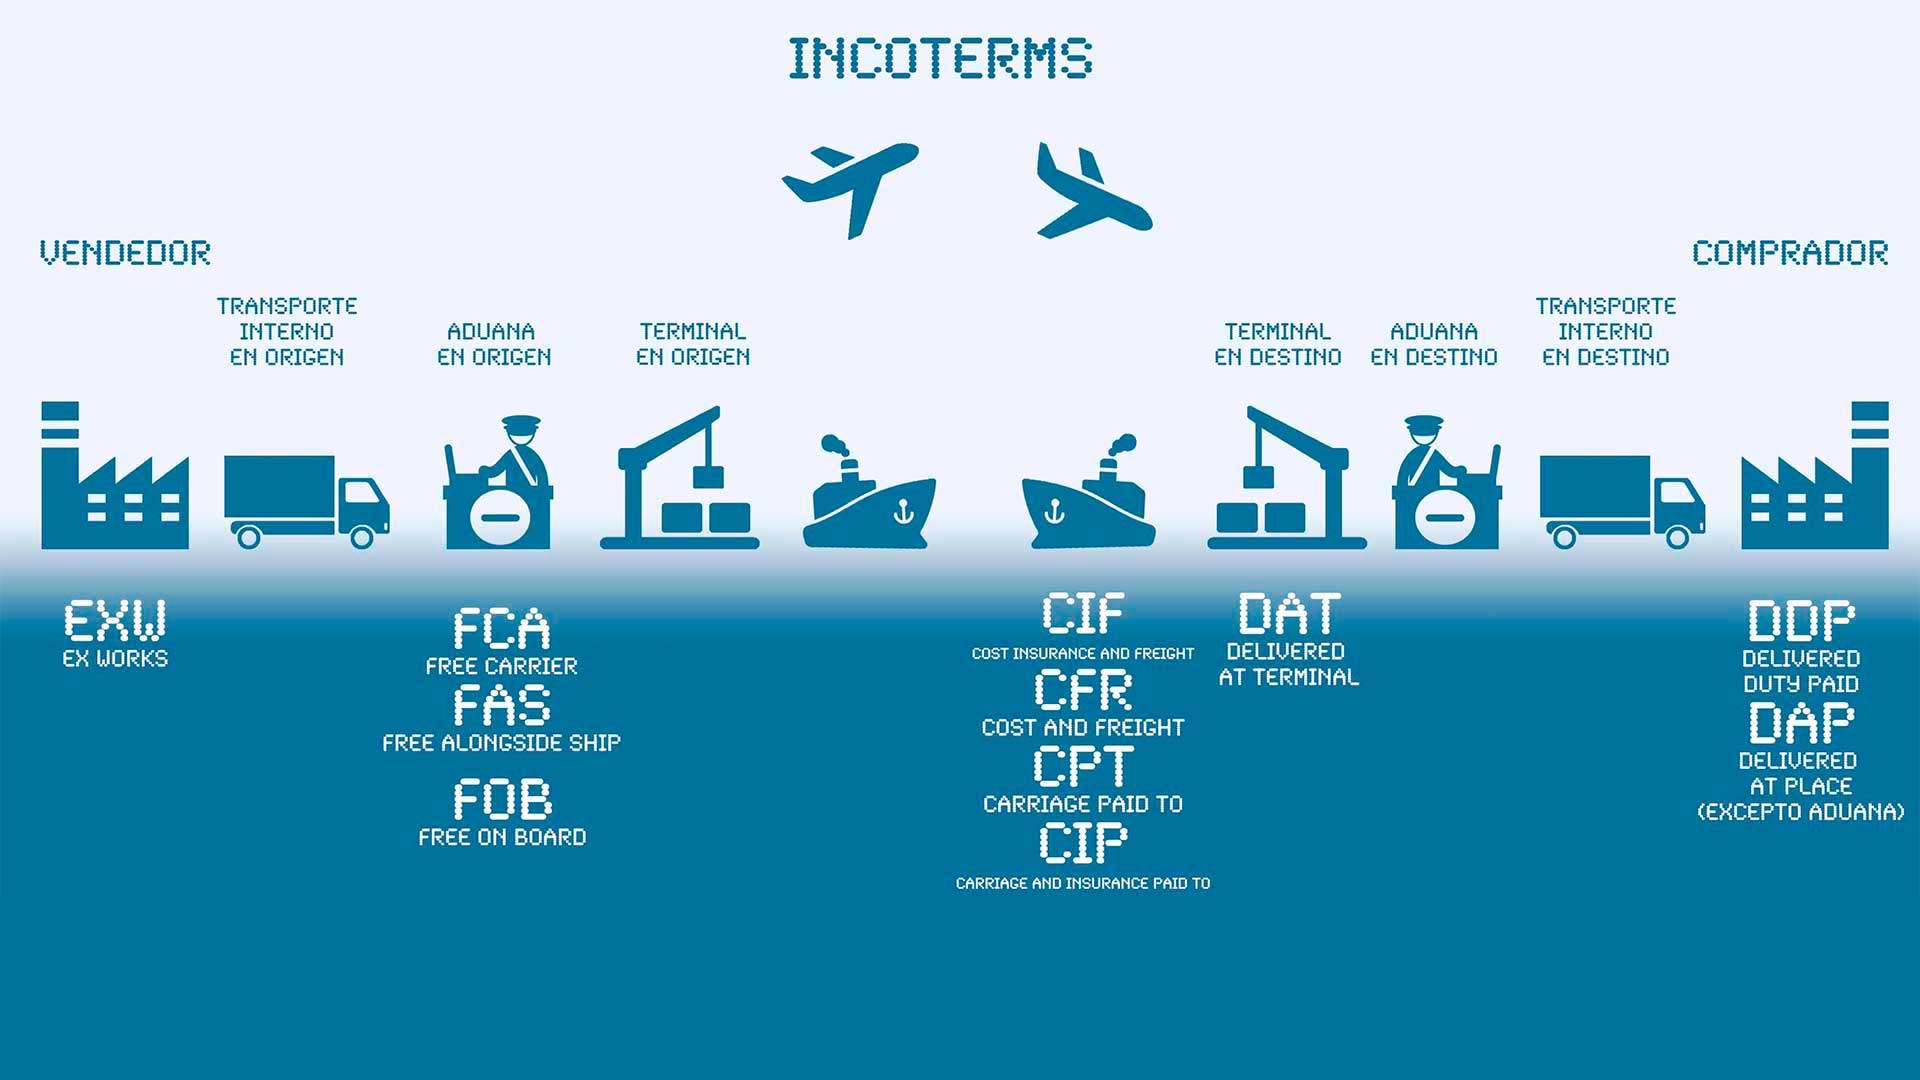 INCOTERMS
VENDEDOR
COMPRADOR
TRANSPORTE
INTERNO
EN ORIGEN
ADUANA
EN ORIGEN
TERMINAL
EN ORIGEN
TERMINAL
EN DESTINO
ADUANA
EN DESTINO
TRANSPORTE
INTERNO
EN DESTINO
EXW
EX WORKS
FCA
FREE CARRIER
FAS
FREE ALONGSIDE SHIP
FOB
FREE ON BOARD
CIF
COST INSURANCE AND FREIGHT
CFR
COST AND FREIGHT
CPT
CARRIAGE PAID TO
CIP
CARRIAGE AND INSURANCE PAID TO
DAT
DELIVERED
AT TERMINAL
DDP
DELIVERED
DUTY PAID
DAP
DELIVERED
AT PLACE
(EXCEPTO ADUANA)